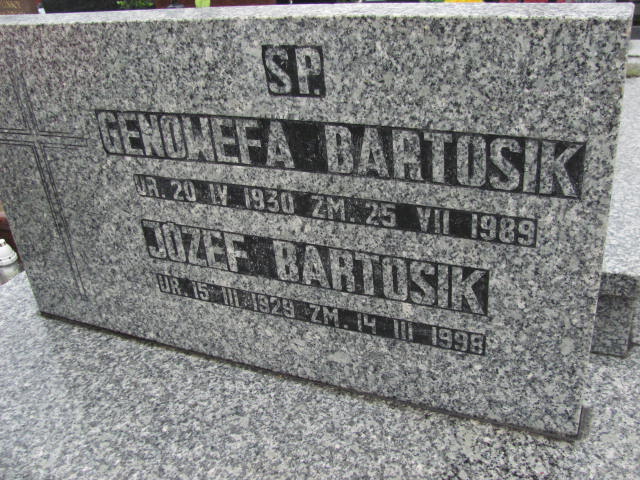 SP.
GENOWEFA BARTOSIK
UR. 20 IV 1930 ZM. 25 VII 1989
JÓZEF BARTOSIK
UR. 15 III 1929 ZM. 14 III 1998